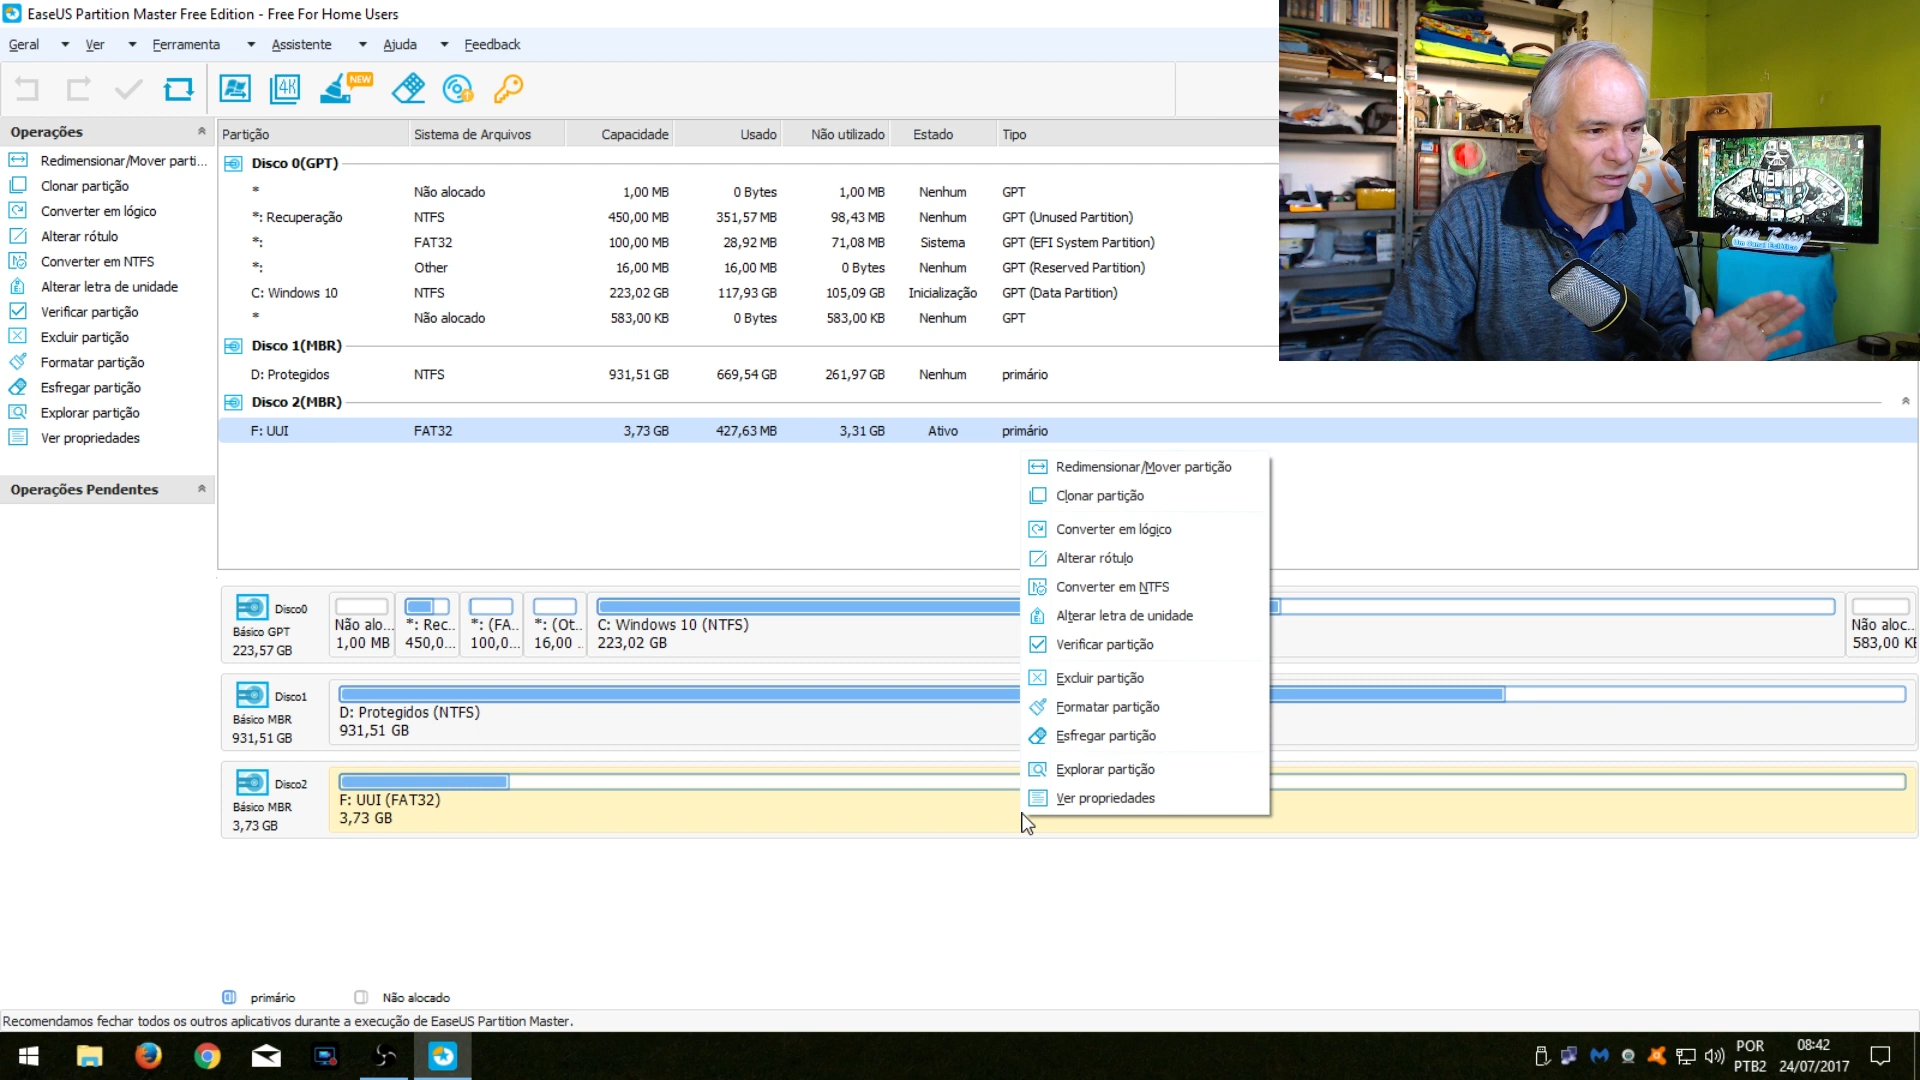 EaseUS Partition Master Free Edition - Free For Home Users
Geral Ver Ferramenta Assistente Ajuda Feedback
4K NEW
Operações
Redimensionar/Mover parti...
Clonar partição
Converter em lógico
Alterar rótulo
Converter em NTFS
Alterar letra de unidade
Verificar partição
Excluir partição
Formatar partição
Esfregar partição
Explorar partição
Ver propriedades
Operações Pendentes
Partição Sistema de Arquivos Capacidade Usado Não utilizado Estado Tipo
Disco 0(GPT)
* Não alocado 1,00 MB 0 Bytes 1,00 MB Nenhum GPT
*: Recuperação NTFS 450,00 MB 351,57 MB 98,43 MB Nenhum GPT (Unused Partition)
*: FAT32 100,00 MB 28,92 MB 71,08 MB Sistema GPT (EFI System Partition)
*: Other 16,00 MB 16,00 MB 0 Bytes Nenhum GPT (Reserved Partition)
C: Windows 10 NTFS 223,02 GB 117,93 GB 105,09 GB Inicialização GPT (Data Partition)
* Não alocado 583,00 KB 0 Bytes 583,00 KB Nenhum GPT
Disco 1(MBR)
D: Protegidos NTFS 931,51 GB 669,54 GB 261,97 GB Nenhum primário
Disco 2(MBR)
F: UUI FAT32 3,73 GB 427,63 MB 3,31 GB Ativo primário
Redimensionar/Mover partição
Clonar partição
Converter em lógico
Alterar rótulo
Converter em NTFS
Alterar letra de unidade
Verificar partição
Excluir partição
Formatar partição
Esfregar partição
Explorar partição
Ver propriedades
Disco0
Básico GPT
223,57 GB
Não alo...
1,00 MB
*: Rec...
450,0...
*: (FA...
100,0...
*: (Ot...
16,00 ...
C: Windows 10 (NTFS)
223,02 GB
Não aloc...
583,00 KB
Disco1
Básico MBR
931,51 GB
D: Protegidos (NTFS)
931,51 GB
Disco2
Básico MBR
3,73 GB
F: UUI (FAT32)
3,73 GB
primário Não alocado
Recomendamos fechar todos os outros aplicativos durante a execução de EaseUS Partition Master.
POR
PTB2
08:42
24/07/2017